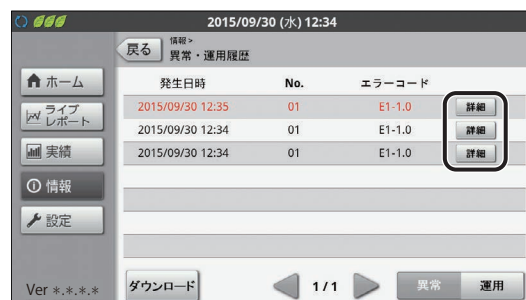 2015/09/30 (水) 12:34
戻る
情報>
異常・運用履歴
ホーム
ライブ
レポート
実績
情報
設定
Ver *.*.*.*
発生日時 No. エラーコード
2015/09/30 12:35 01 E1-1.0 詳細
2015/09/30 12:34 01 E1-1.0 詳細
2015/09/30 12:34 01 E1-1.0 詳細
ダウンロード 1/1 異常 運用